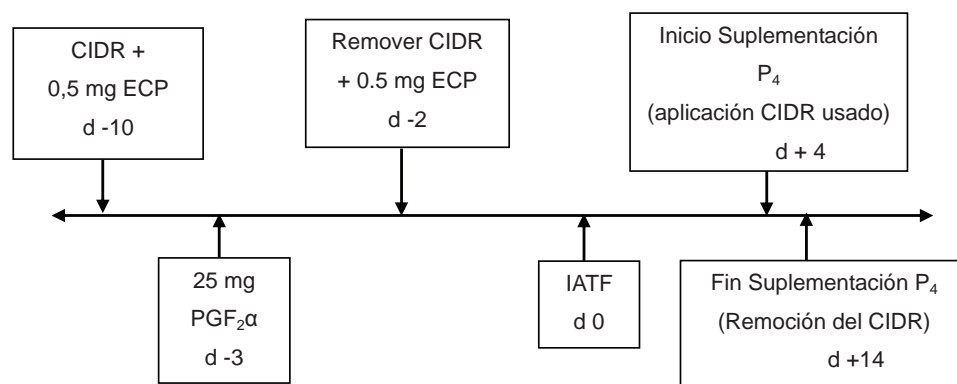 CIDR +
0,5 mg ECP
d -10
Remover CIDR
+ 0.5 mg ECP
d -2
Inicio Suplementación
P₄
(aplicación CIDR usado)
d + 4
25 mg
PGF₂α
d -3
IATF
d 0
Fin Suplementación P₄
(Remoción del CIDR)
d +14